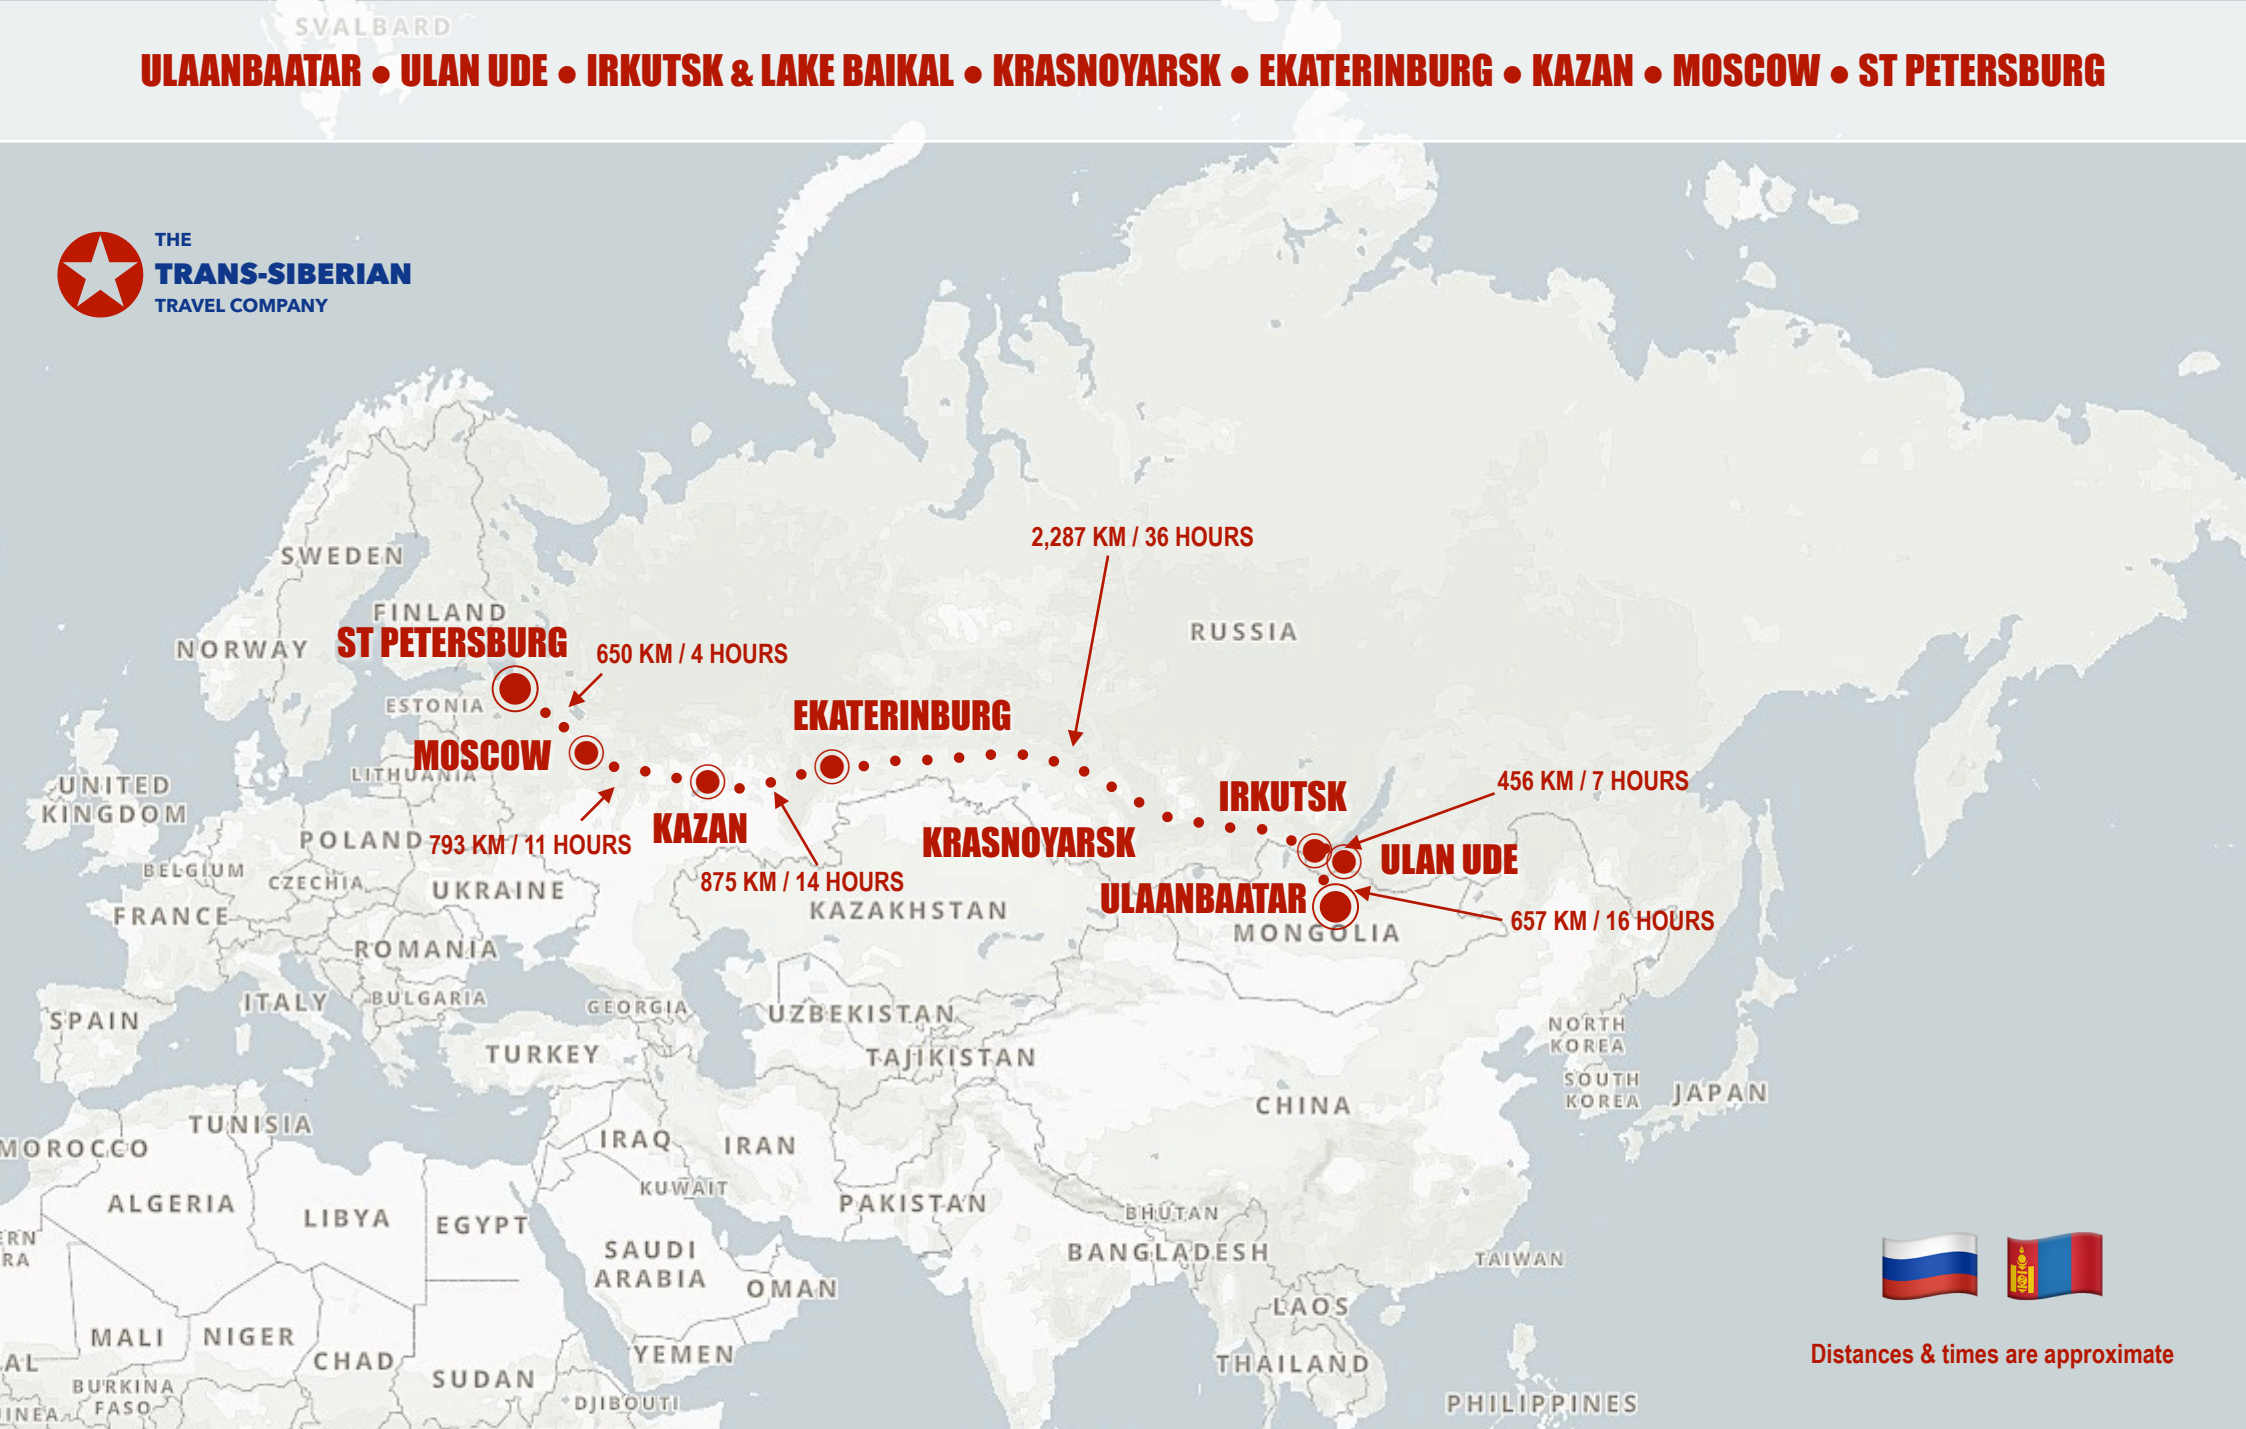 SVALBARD
ULAANBAATAR ● ULAN UDE ● IRKUTSK & LAKE BAIKAL ● KRASNOYARSK ● EKATERINBURG ● KAZAN ● MOSCOW ● ST PETERSBURG
THE
TRANS-SIBERIAN
TRAVEL COMPANY
2,287 KM / 36 HOURS
SWEDEN
FINLAND
RUSSIA
NORWAY
ST PETERSBURG
650 KM / 4 HOURS
ESTONIA
EKATERINBURG
MOSCOW
LITHUANIA
UNITED
KINGDOM
IRKUTSK
456 KM / 7 HOURS
POLAND
793 KM / 11 HOURS
KAZAN
KRASNOYARSK
ULAN UDE
BELGIUM
CZECHIA
UKRAINE
875 KM / 14 HOURS
ULAANBAATAR
657 KM / 16 HOURS
FRANCE
KAZAKHSTAN
MONGOLIA
ROMANIA
ITALY
BULGARIA
GEORGIA
UZBEKISTAN
SPAIN
NORTH
KOREA
TURKEY
TAJIKISTAN
SOUTH
KOREA
JAPAN
CHINA
TUNISIA
MOROCCO
IRAQ
IRAN
KUWAIT
ALGERIA
LIBYA
EGYPT
PAKISTAN
BHUTAN
ERN
RA
SAUDI
ARABIA
BANGLADESH
TAIWAN
OMAN
LAOS
MALI
NIGER
CHAD
YEMEN
THAILAND
Distances & times are approximate
AL
SUDAN
BURKINA
FASO
INEA
DJIBOUTI
PHILIPPINES